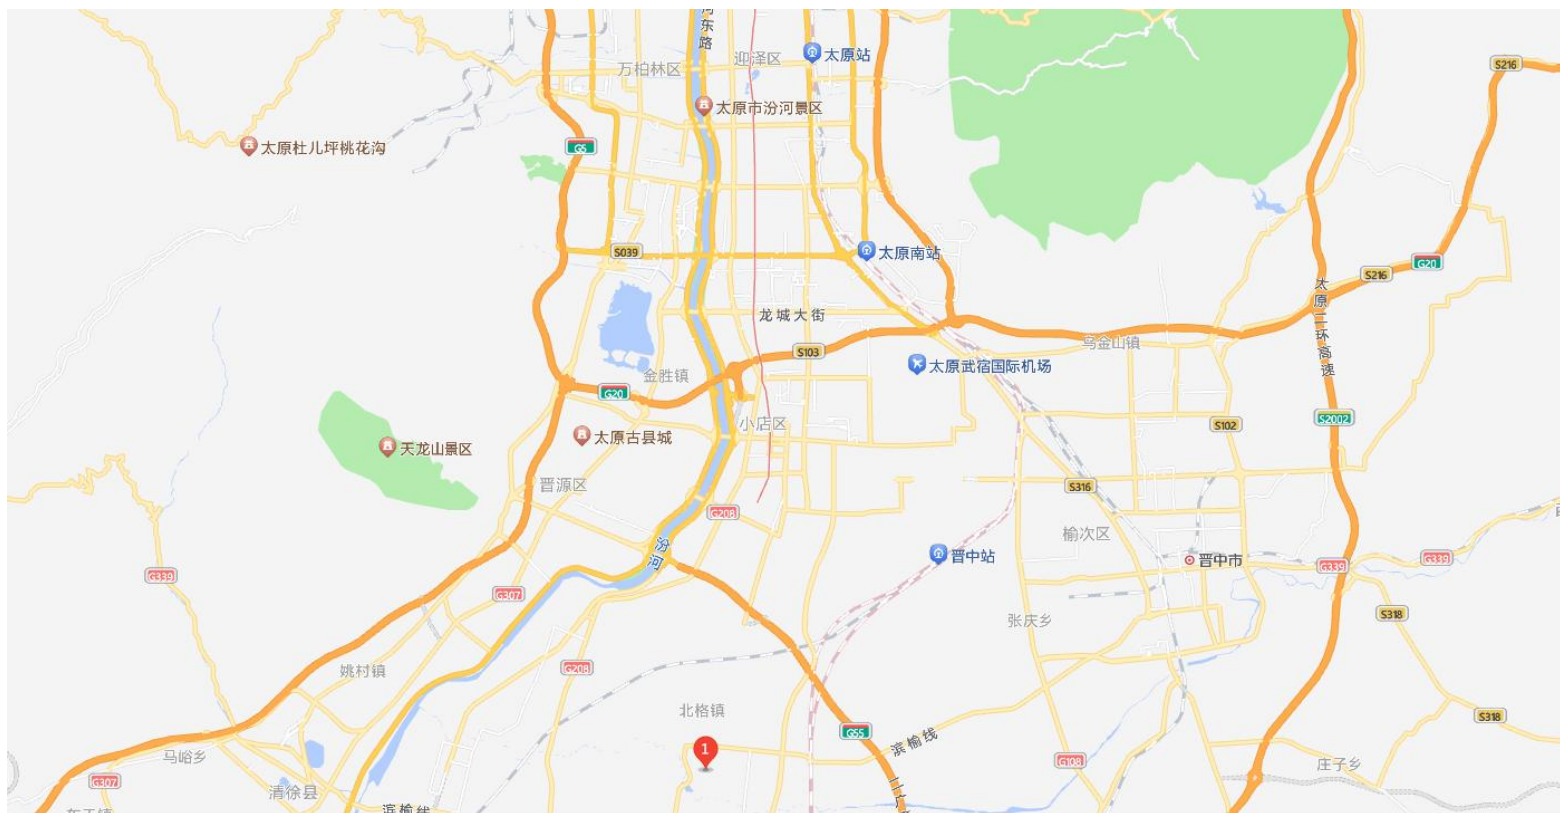 河东路
太原站
迎泽区
S216
万柏林区
太原市汾河景区
太原杜儿坪桃花沟
G5
S039
太原南站
G20
S216
太原二环高速
龙城大街
乌金山镇
S103
太原武宿国际机场
金胜镇
G20
S2002
小店区
S102
太原古县城
天龙山景区
晋源区
S316
G208
榆次区
汾河
晋中站
晋中市
G339
G339
G339
G307
S318
张庆乡
姚村镇
G208
北格镇
S318
G55
滨榆线
1
马峪乡
G108
庄子乡
G307
清徐县
滨榆线